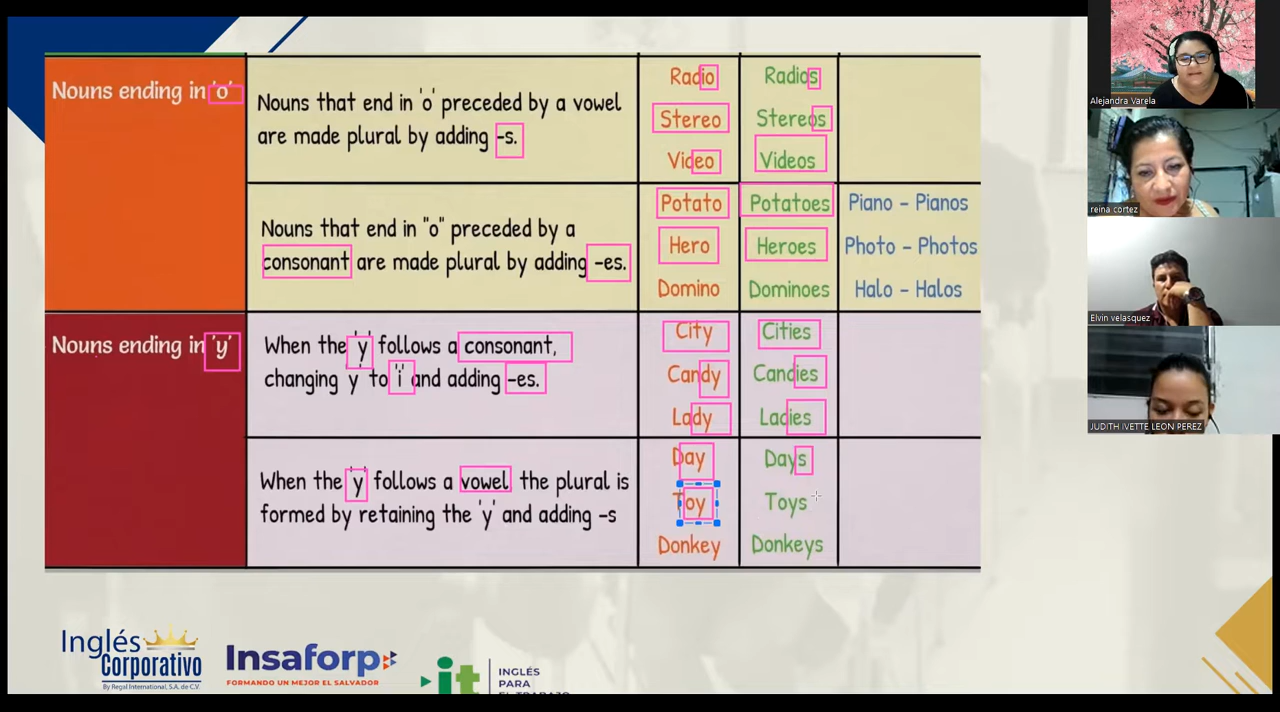 Nouns ending in 'o'
Nouns that end in 'o' preceded by a vowel
are made plural by adding -s.
Radio
Radios
Stereo
Stereos
Video
Videos
Nouns that end in "o" preceded by a
consonant are made plural by adding -es.
Potato
Potatoes
Piano - Pianos
Hero
Heroes
Photo - Photos
Domino
Dominoes
Halo - Halos
Nouns ending in 'y'
When the 'y' follows a consonant,
changing 'y' to 'i' and adding -es.
City
Cities
Candy
Candies
Lady
Ladies
When the 'y' follows a vowel the plural is
formed by retaining the 'y' and adding -s
Day
Days
Toy
Toys
Donkey
Donkeys
Inglés
Corporativo
By Regal International, S.A. de C.V.
Insaforp
FORMANDO UN MEJOR EL SALVADOR
it
INGLÉS
PARA
EL TRABAJO
Alejandra Varela
reina cortez
Elvin velasquez
JUDITH IVETTE LEON PEREZ